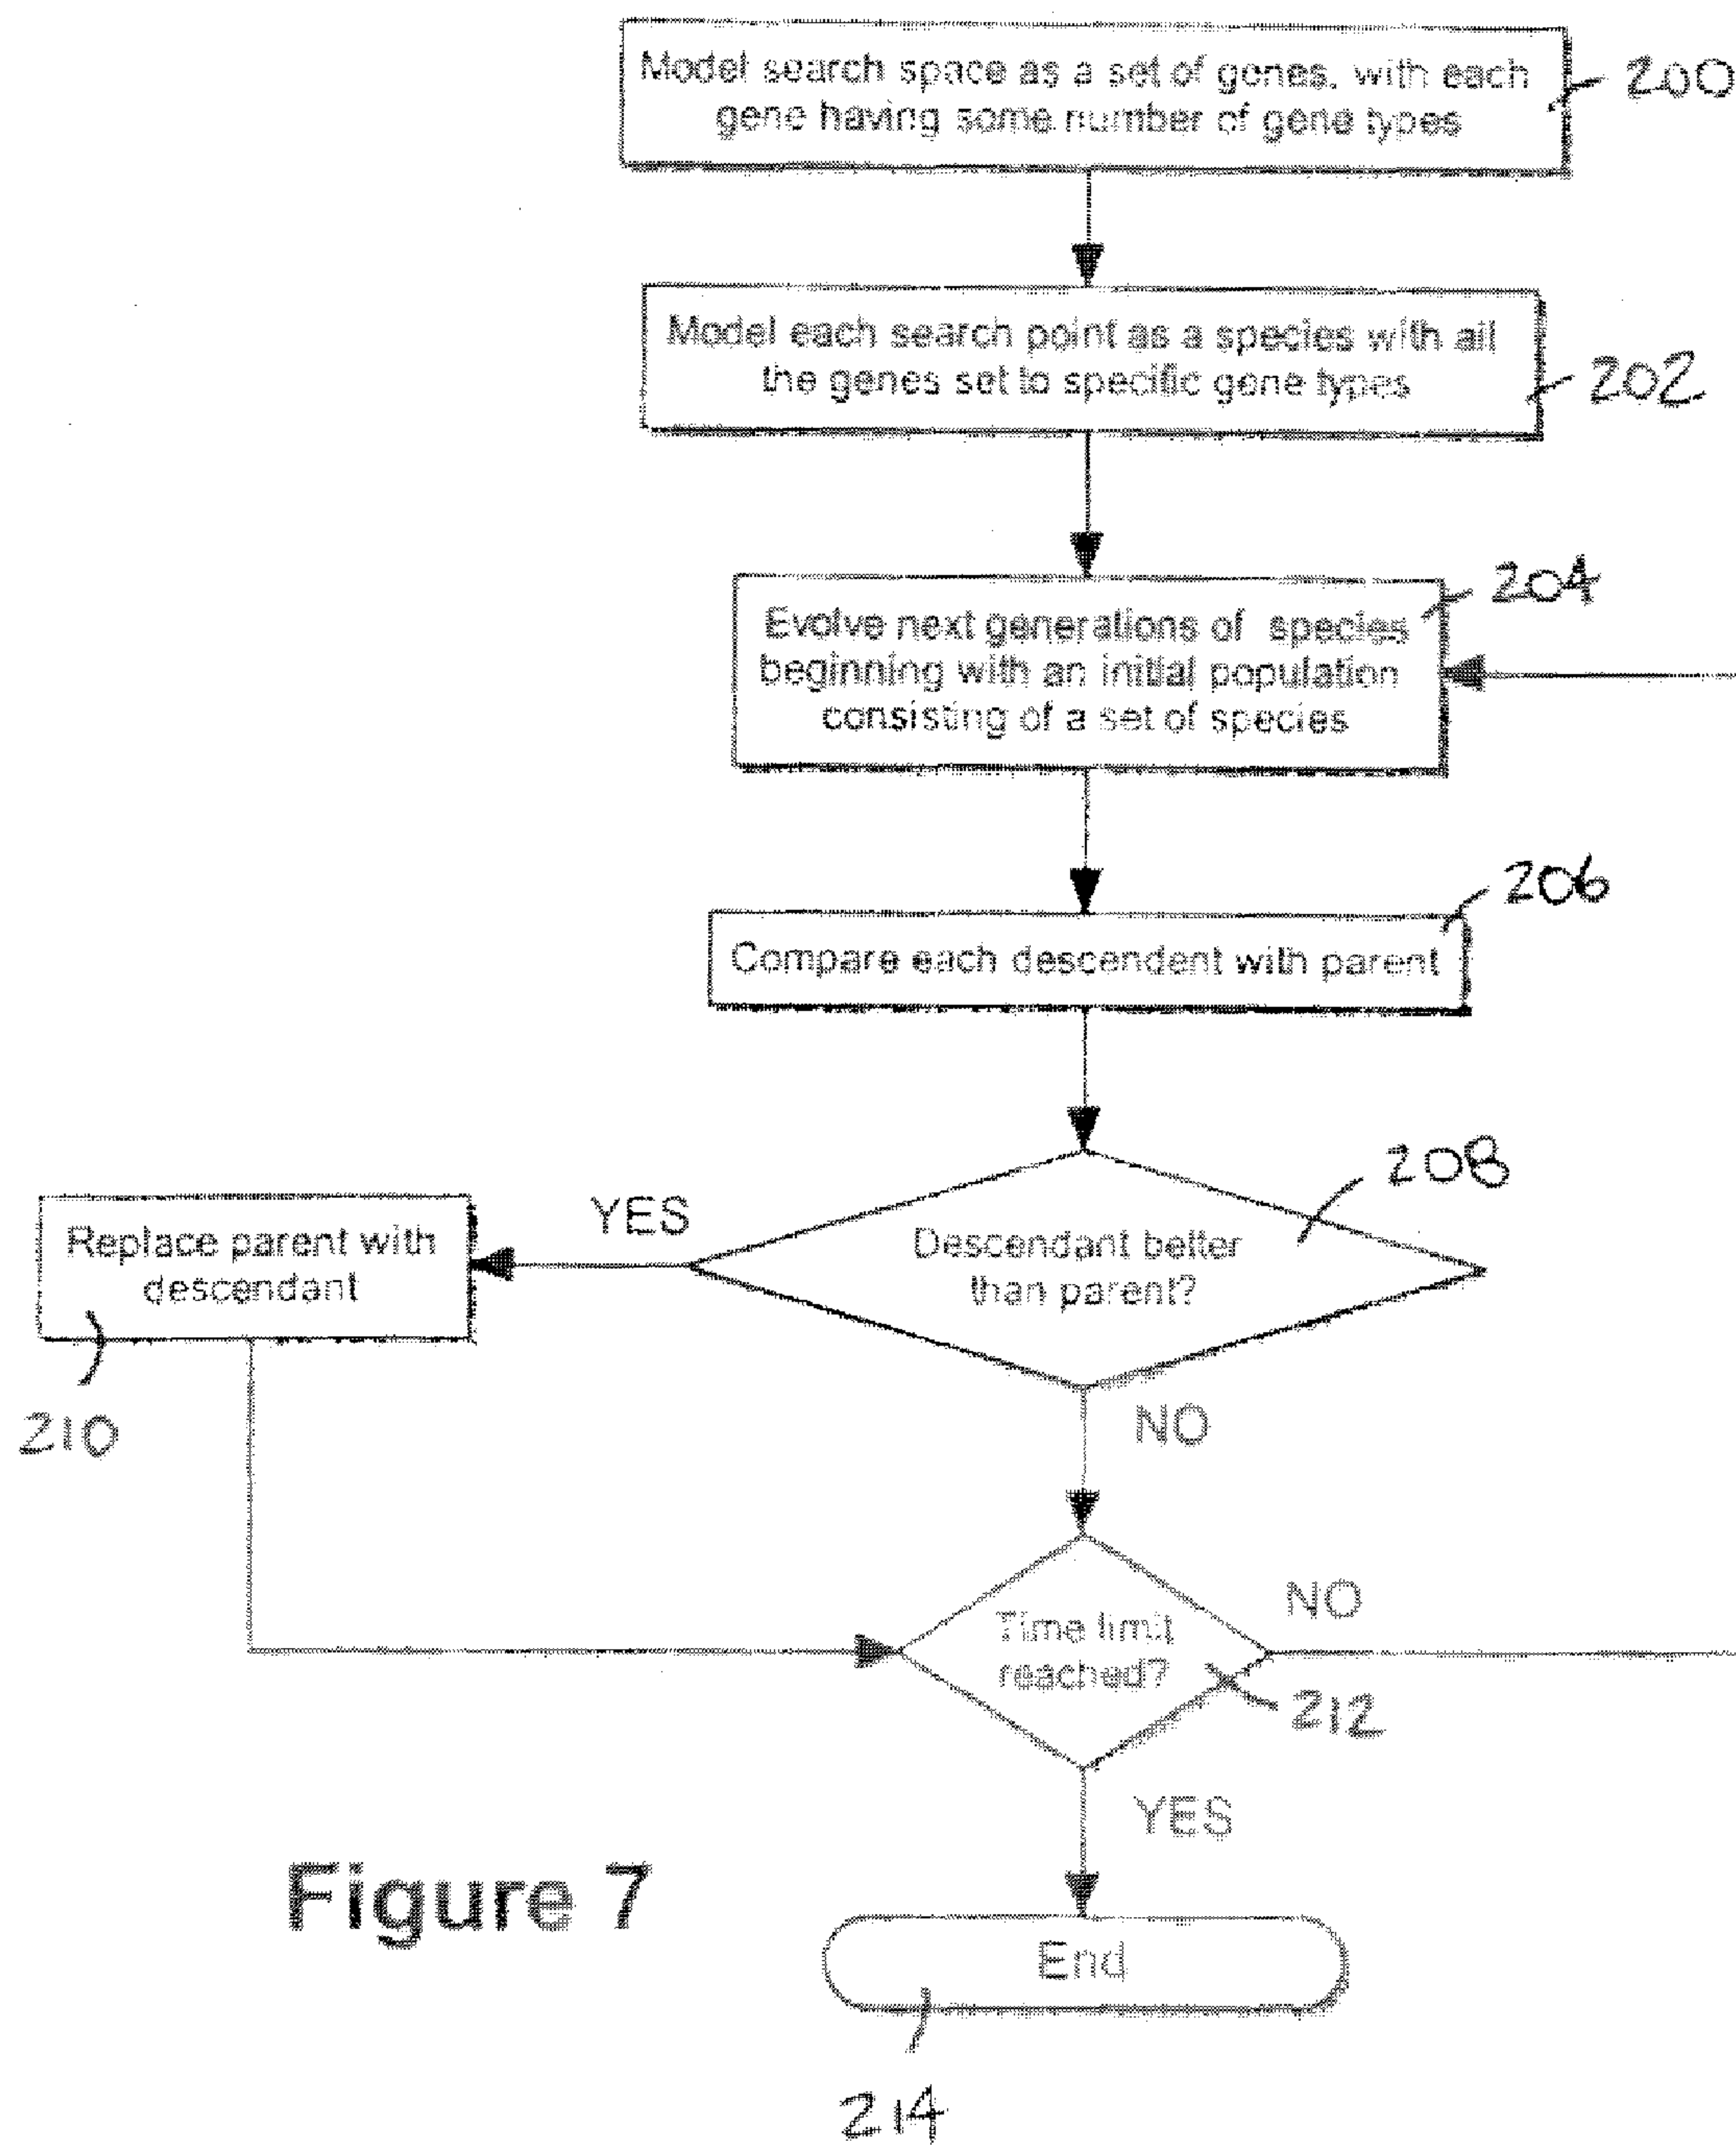 Model search space as a set of genes, with each
gene having some number of gene types
200
Model each search point as a species with all
the genes set to specific gene types
202
204
Evolve next generations of species
beginning with an initial population
consisting of a set of species
206
Compare each descendent with parent
208
YES
Replace parent with
descendant
Descendant better
than parent?
210
NO
NO
Time limit
reached?
212
YES
Figure 7
End
214